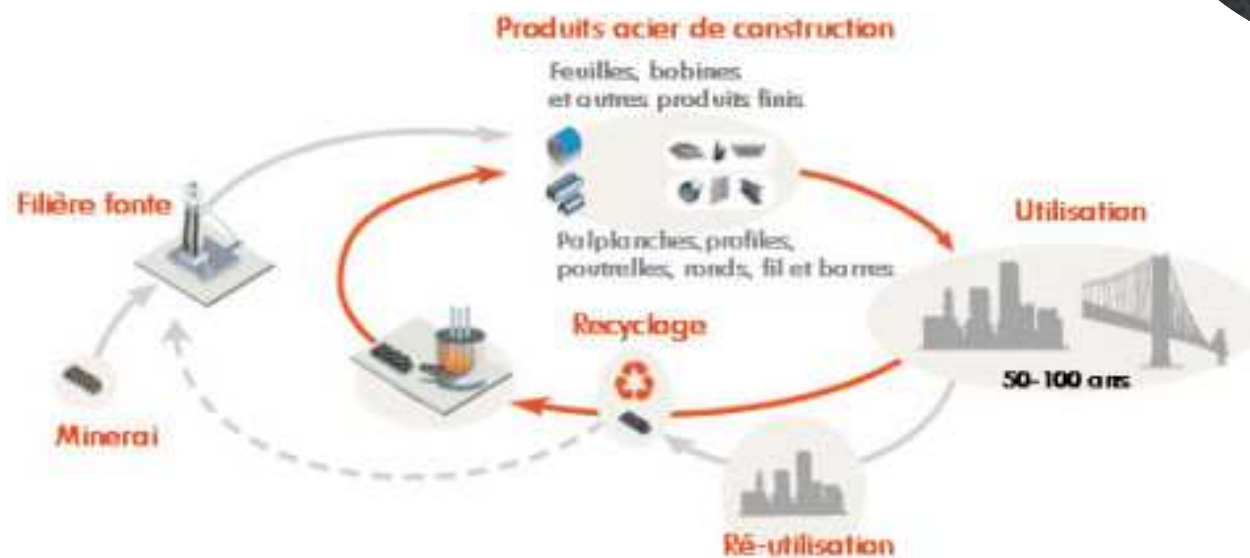 Produits acier de construction
Feuilles, bobines
et autres produits finis
Filière fonte
Utilisation
Palplanches, profiles,
poutrelles, ronds, fil et barres
Recyclage
50-100 ans
Minerai
Ré-utilisation